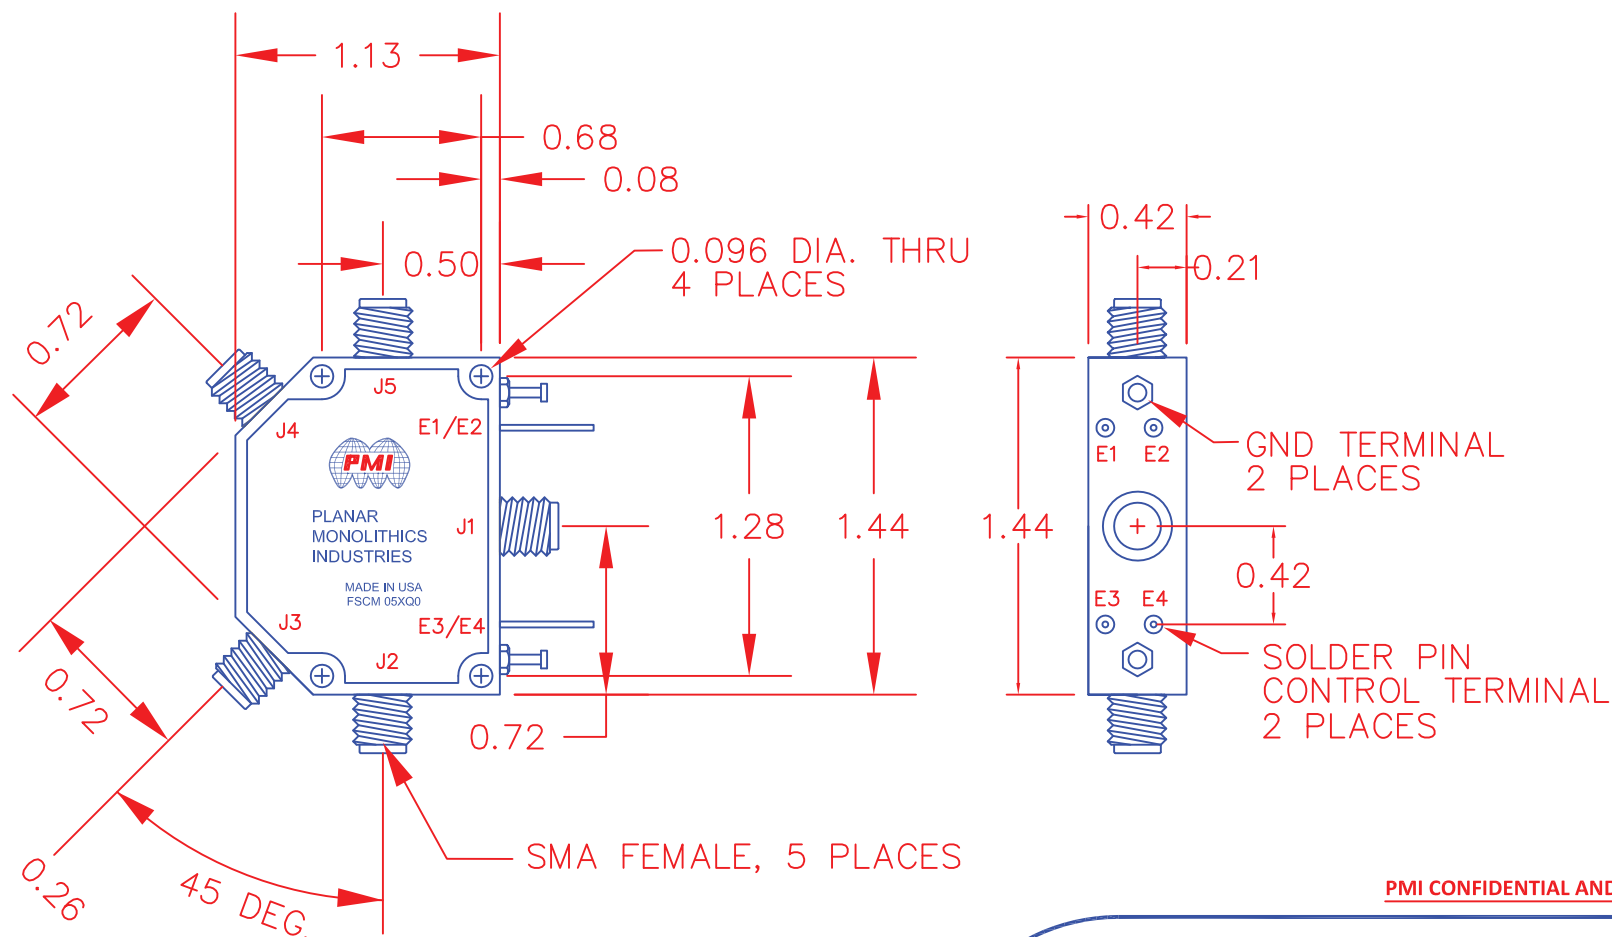 1.13
0.68
0.08
0.50
0.096 DIA. THRU
4 PLACES
0.72
J5
J4
E1/E2
PMI
PLANAR
MONOLITHICS
INDUSTRIES
J1
MADE IN USA
FSCM 05XQ0
J3
E3/E4
J2
1.28
1.44
0.72
0.72
0.26
45 DEG.
SMA FEMALE, 5 PLACES
0.42
0.21
E1 E2
GND TERMINAL
2 PLACES
1.44
0.42
E3 E4
SOLDER PIN
CONTROL TERMINAL
2 PLACES
PMI CONFIDENTIAL AND